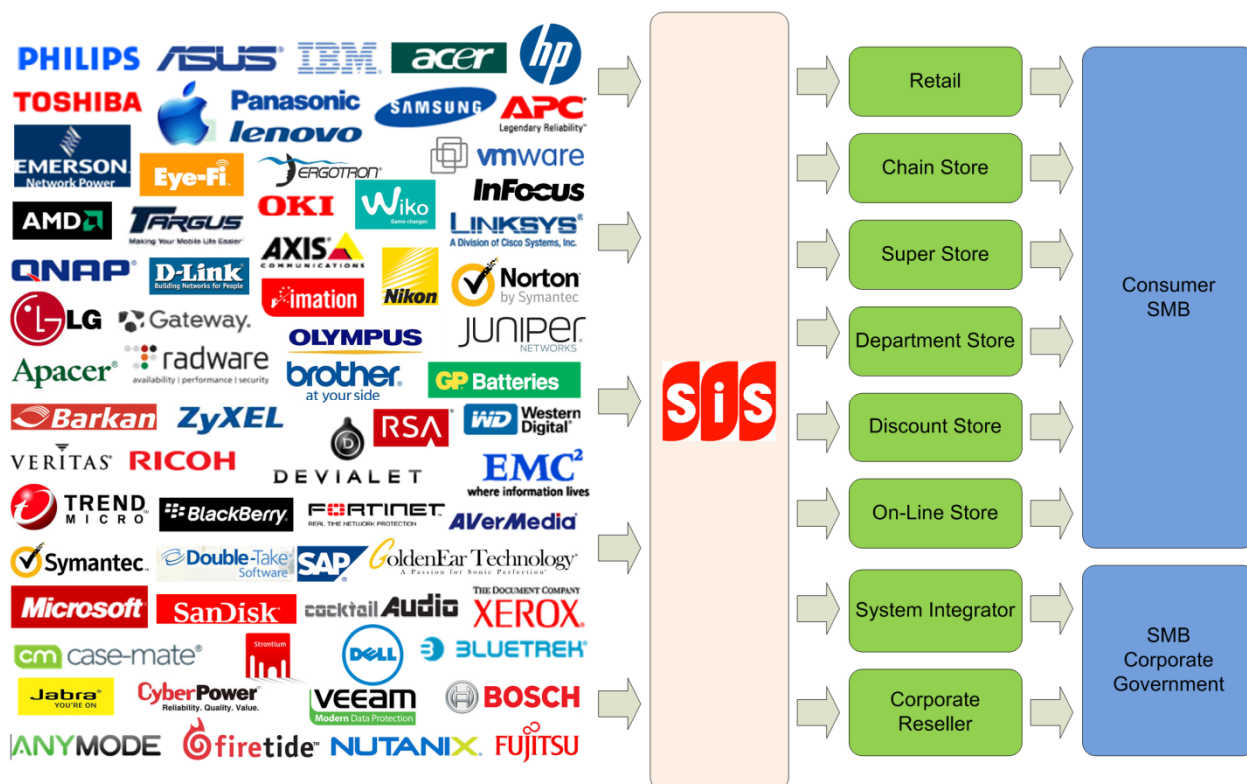 PHILIPS
ASUS®
IBM®
acer
hp
TOSHIBA
Panasonic
SAMSUNG
APC
Legendary Reliability™
lenovo
EMERSON
Network Power
Eye-Fi
ERGOTRON®
vmware
InFocus
AMD
TARGUS
Making Your Mobile Life Easier
OKI
Wiko
Game changer
LINKSYS®
A Division of Cisco Systems, Inc.
QNAP®
D-Link®
Building Networks for People
AXIS
COMMUNICATIONS
imation
Nikon
Norton™
by Symantec
LG
Gateway.
OLYMPUS
JUNIPER
NETWORKS
Apacer®
radware
availability | performance | security
brother®
at your side
GP Batteries
Barkan
ZyXEL
D
RSA®
WD Western
Digital®
VERITAS®
RICOH
DEVIALET
EMC²
where information lives
TREND
MICRO™
BlackBerry
FORTINET
REAL TIME NETWORK PROTECTION
AVerMedia®
Symantec™
Double-Take
Software
SAP
GoldenEar Technology®
A Passion for Sonic Perfection®
Microsoft
SanDisk
cocktail Audio
THE DOCUMENT COMPANY
XEROX®
cm case-mate®
Strontium
DELL
BLUETREK®
Jabra®
YOU'RE ON
CyberPower™
Reliability. Quality. Value.
veeAM
Modern Data Protection
BOSCH
ANYMODE
firetide™
NUTANIX
FUJITSU
SiS
Retail
Chain Store
Super Store
Department Store
Discount Store
On-Line Store
System Integrator
Corporate
Reseller
Consumer
SMB
SMB
Corporate
Government